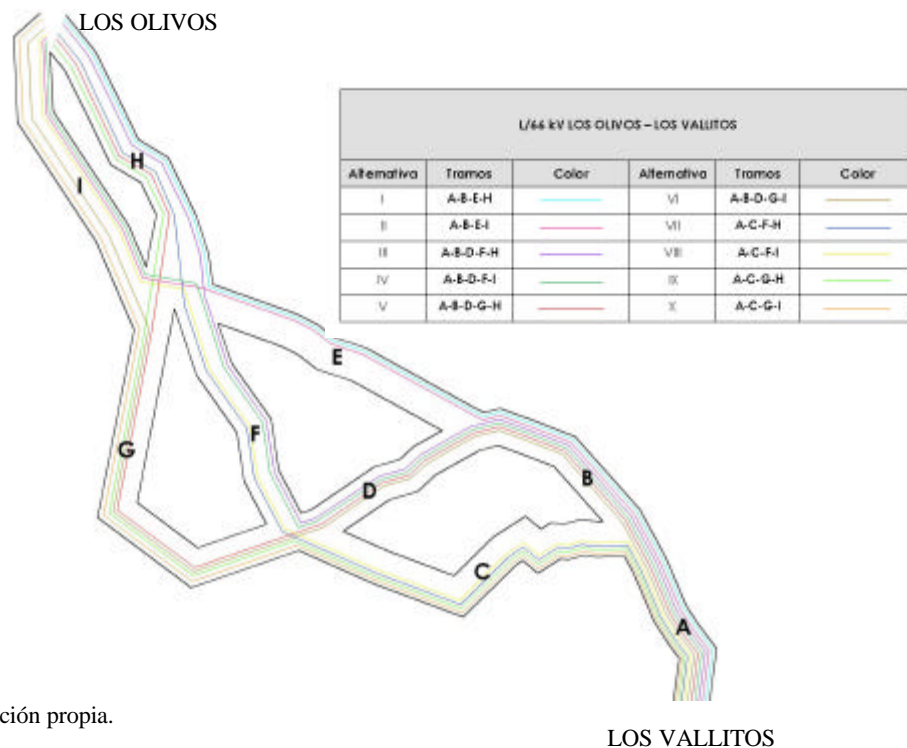 LOS OLIVOS
L/66 kV LOS OLIVOS – LOS VALLITOS
Alternativa Tramos Color Alternativa Tramos Color
I A-B-E-H VI A-B-D-G-I
II A-B-E-I VII A-C-F-H
III A-B-D-F-H VIII A-C-F-I
IV A-B-D-F-I IX A-C-G-H
V A-B-D-G-H X A-C-G-I
H
I
E
F
G
B
D
C
A
ción propia.
LOS VALLITOS